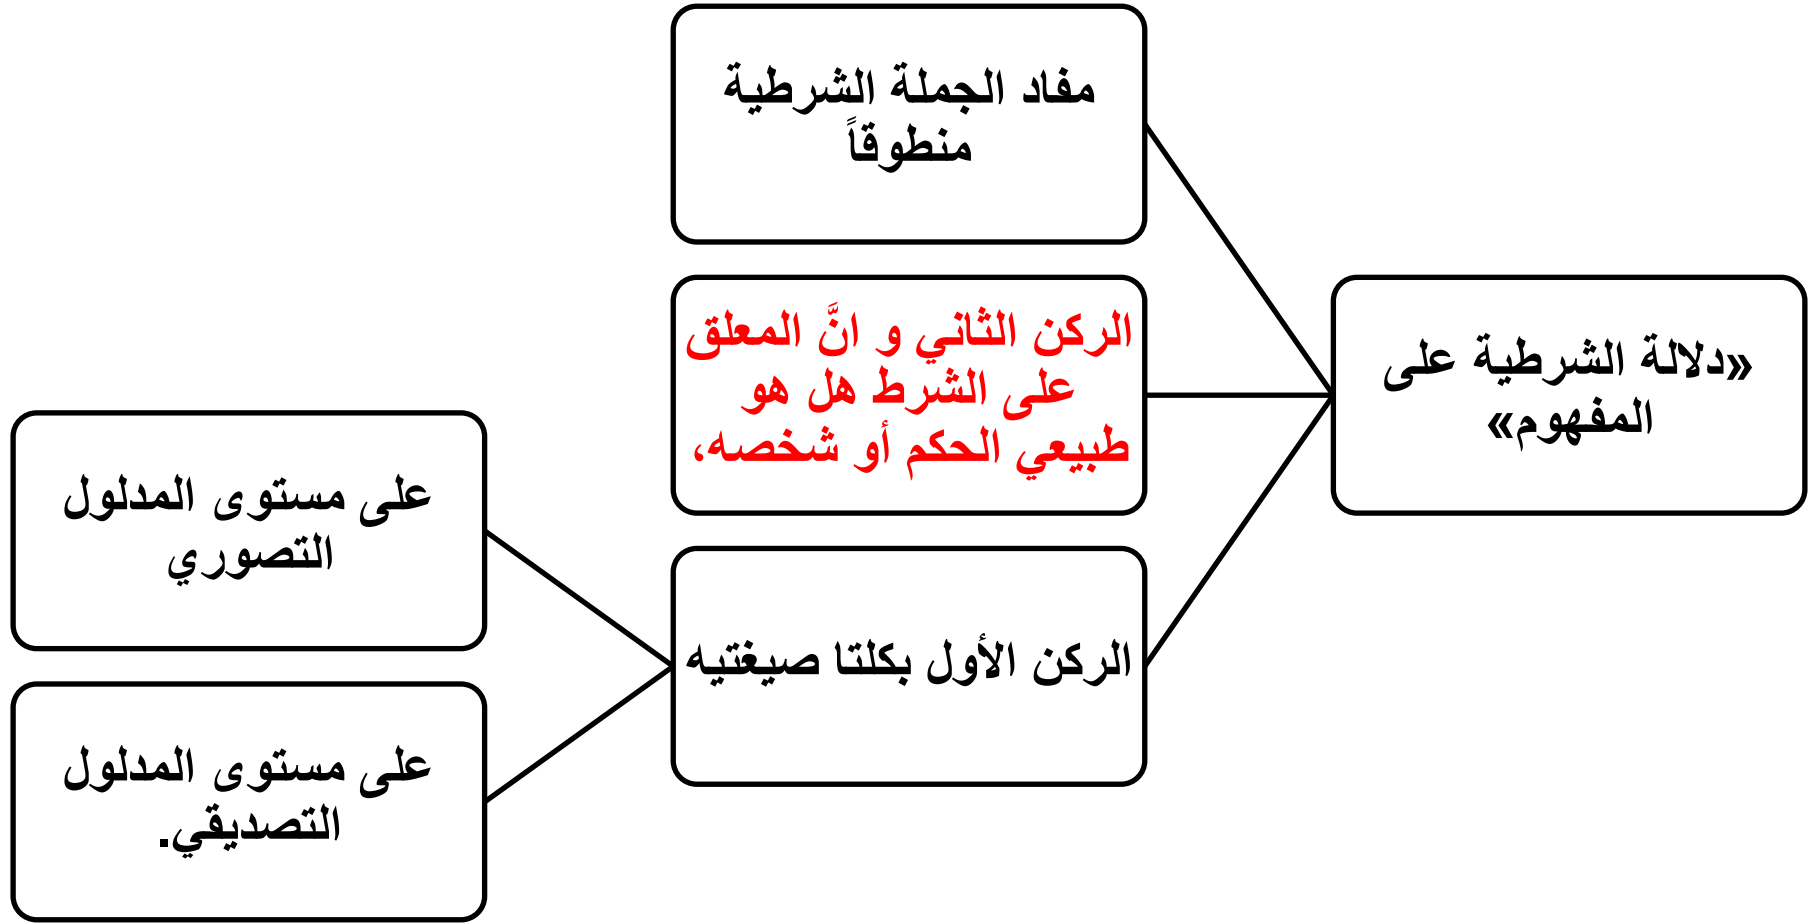 «دلالة الشرطية على
المفهوم»
مفاد الجملة الشرطية
منطوقاً
الركن الثاني و انَّ المعلق
على الشرط هل هو
طبيعي الحكم أو شخصه،
الركن الأول بكلتا صيغتيه
على مستوى المدلول
التصوري
على مستوى المدلول
التصديقي.